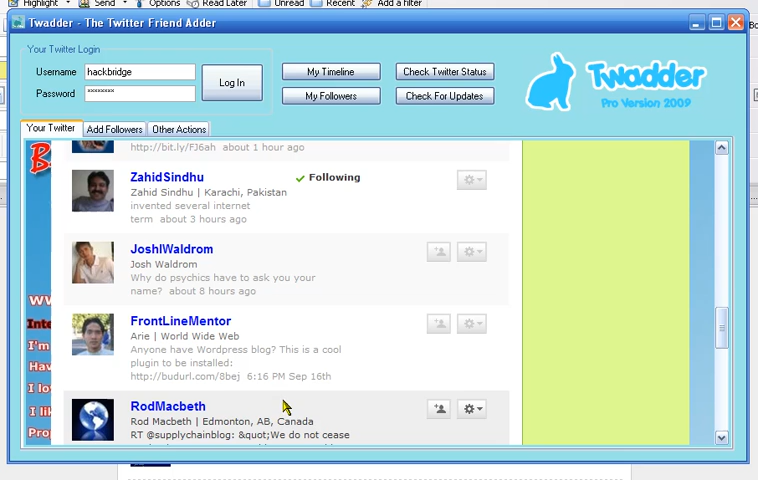 Highlight Send Options Read Later Unread Recent Add a filter
Twadder - The Twitter Friend Adder
Your Twitter Login
Username hackbridge
Password ********
Log In
My Timeline
Check Twitter Status
My Followers
Check For Updates
Twadder
Pro Version 2009
Your Twitter Add Followers Other Actions
http://bit.ly/FJ6ah about 1 hour ago
ZahidSindhu
Following
Zahid Sindhu | Karachi, Pakistan
invented several internet
term about 3 hours ago
JoshlWaldrom
Josh Waldrom
Why do psychics have to ask you your
name? about 8 hours ago
FrontLineMentor
Arie | World Wide Web
Anyone have Wordpress blog? This is a cool
plugin to be installed:
http://budurl.com/8bej 6:16 PM Sep 16th
RodMacbeth
Rod Macbeth | Edmonton, AB, Canada
RT @supplychainblog: &quot;We do not cease
I'm
I li